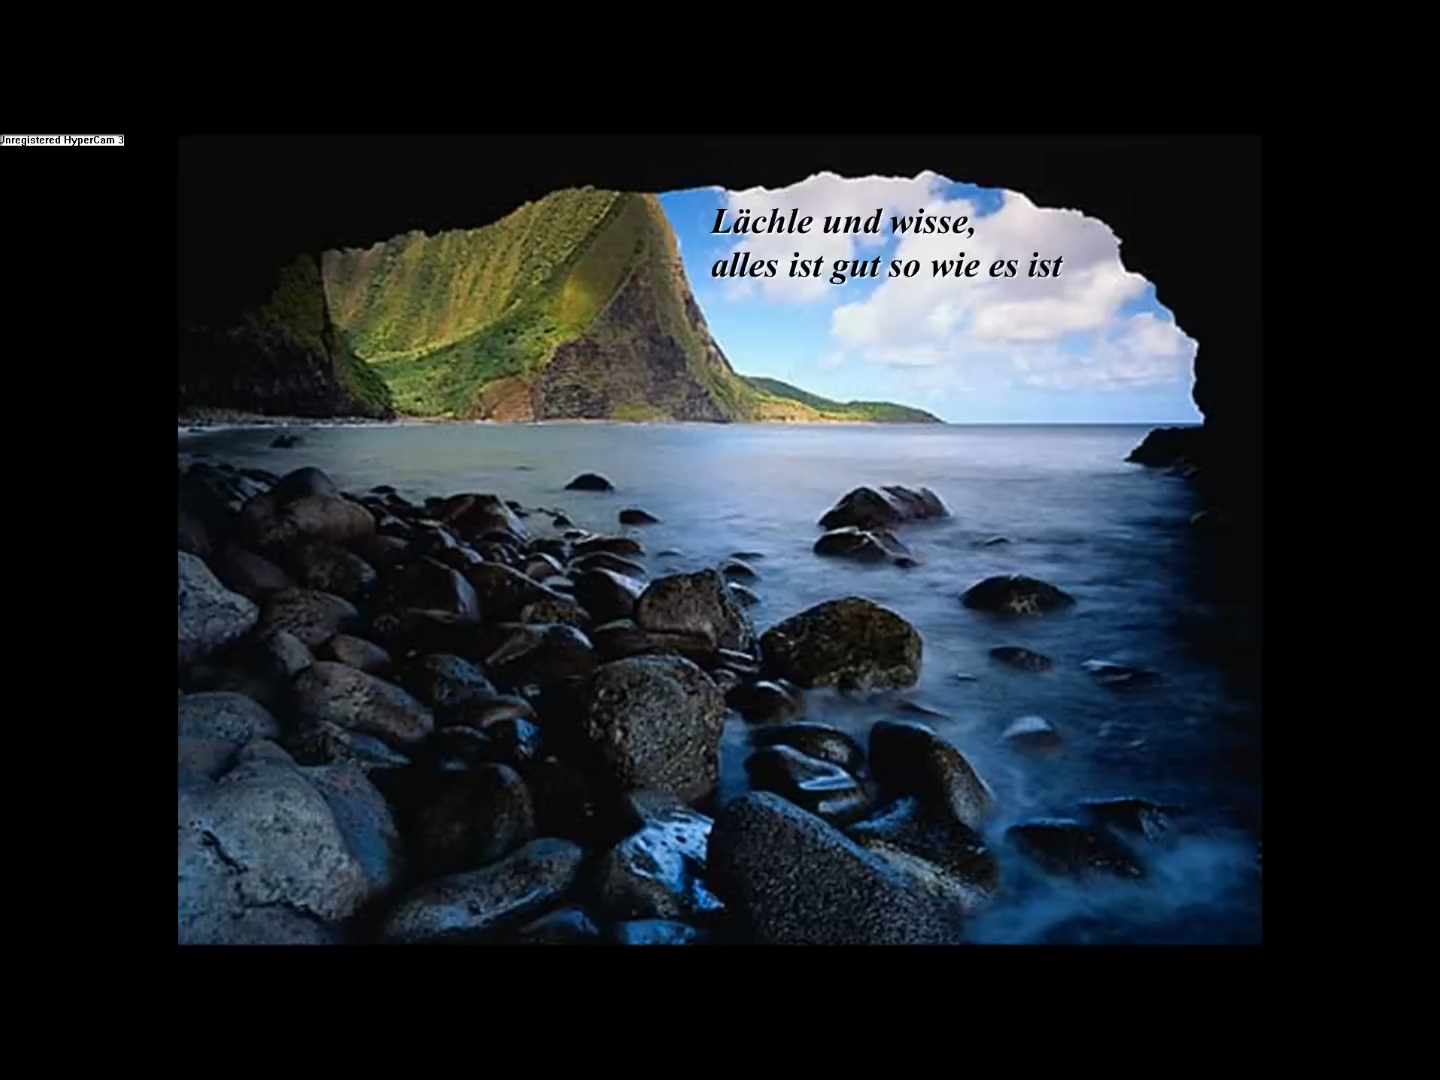 Unregistered HyperCam 3
Lächle und wisse,
alles ist gut so wie es ist